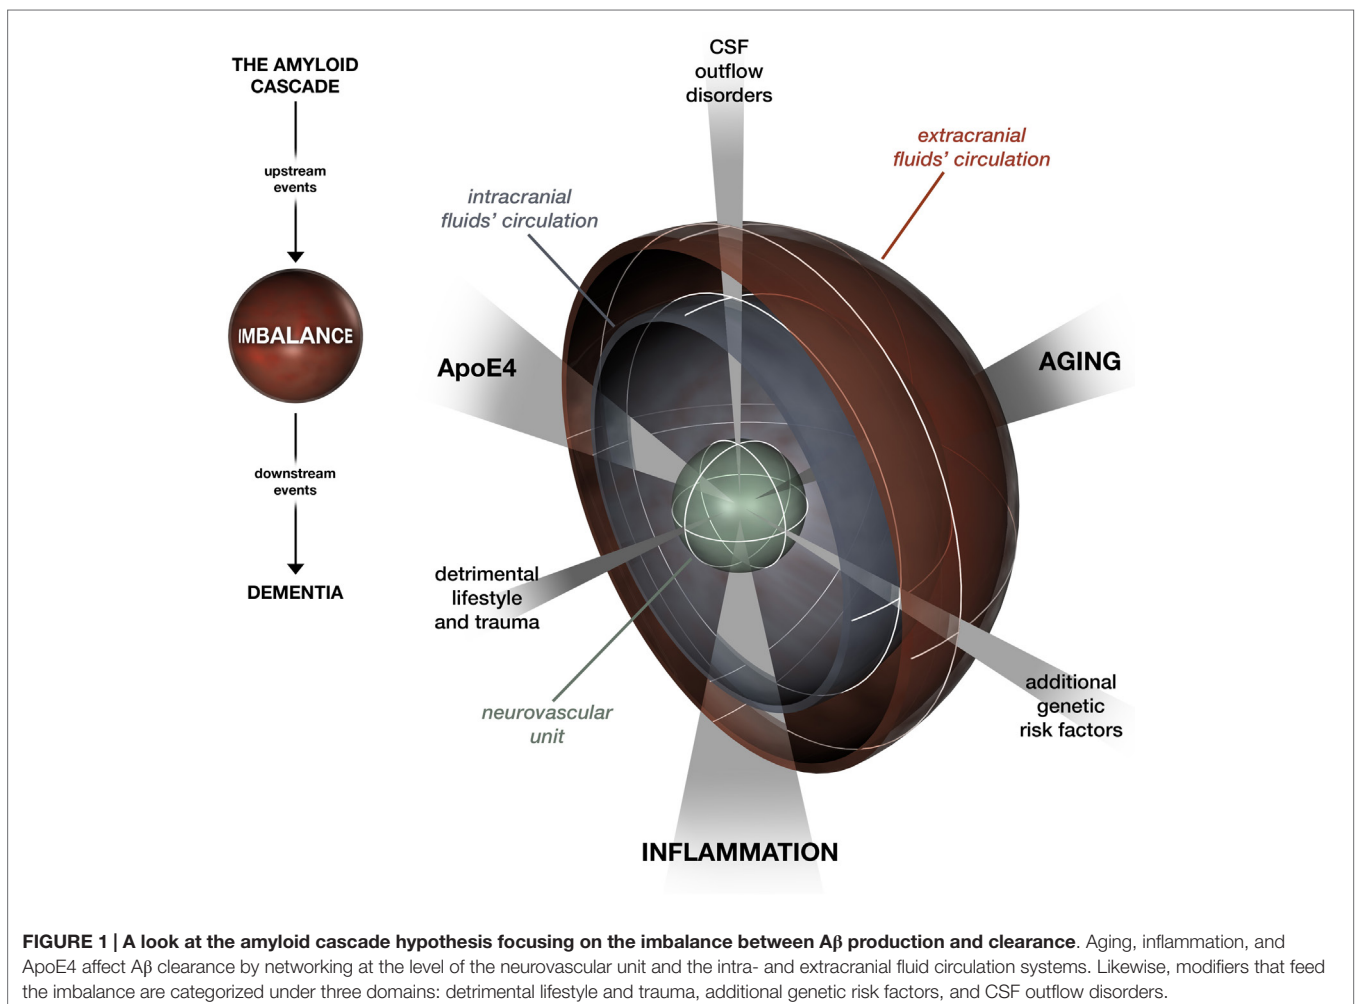 THE AMYLOID
CASCADE
upstream
events
IMBALANCE
downstream
events
DEMENTIA
CSF
outflow
disorders
extracranial
fluids' circulation
intracranial
fluids' circulation
ApoE4
AGING
detrimental
lifestyle
and trauma
neurovascular
unit
additional
genetic
risk factors
INFLAMMATION
FIGURE 1 | A look at the amyloid cascade hypothesis focusing on the imbalance between Aβ production and clearance. Aging, inflammation, and
ApoE4 affect Aβ clearance by networking at the level of the neurovascular unit and the intra- and extracranial fluid circulation systems. Likewise, modifiers that feed
the imbalance are categorized under three domains: detrimental lifestyle and trauma, additional genetic risk factors, and CSF outflow disorders.